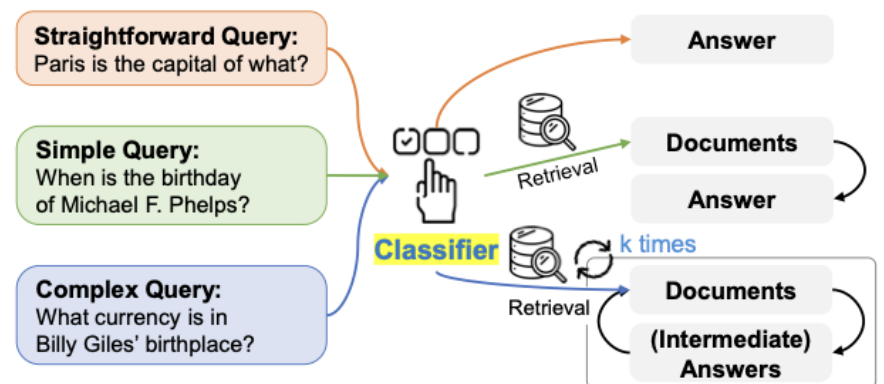 Straightforward Query:
Paris is the capital of what?
Simple Query:
When is the birthday
of Michael F. Phelps?
Complex Query:
What currency is in
Billy Giles’ birthplace?
Classifier
Answer
Retrieval
Documents
Answer
k times
Retrieval
Documents
(Intermediate)
Answers